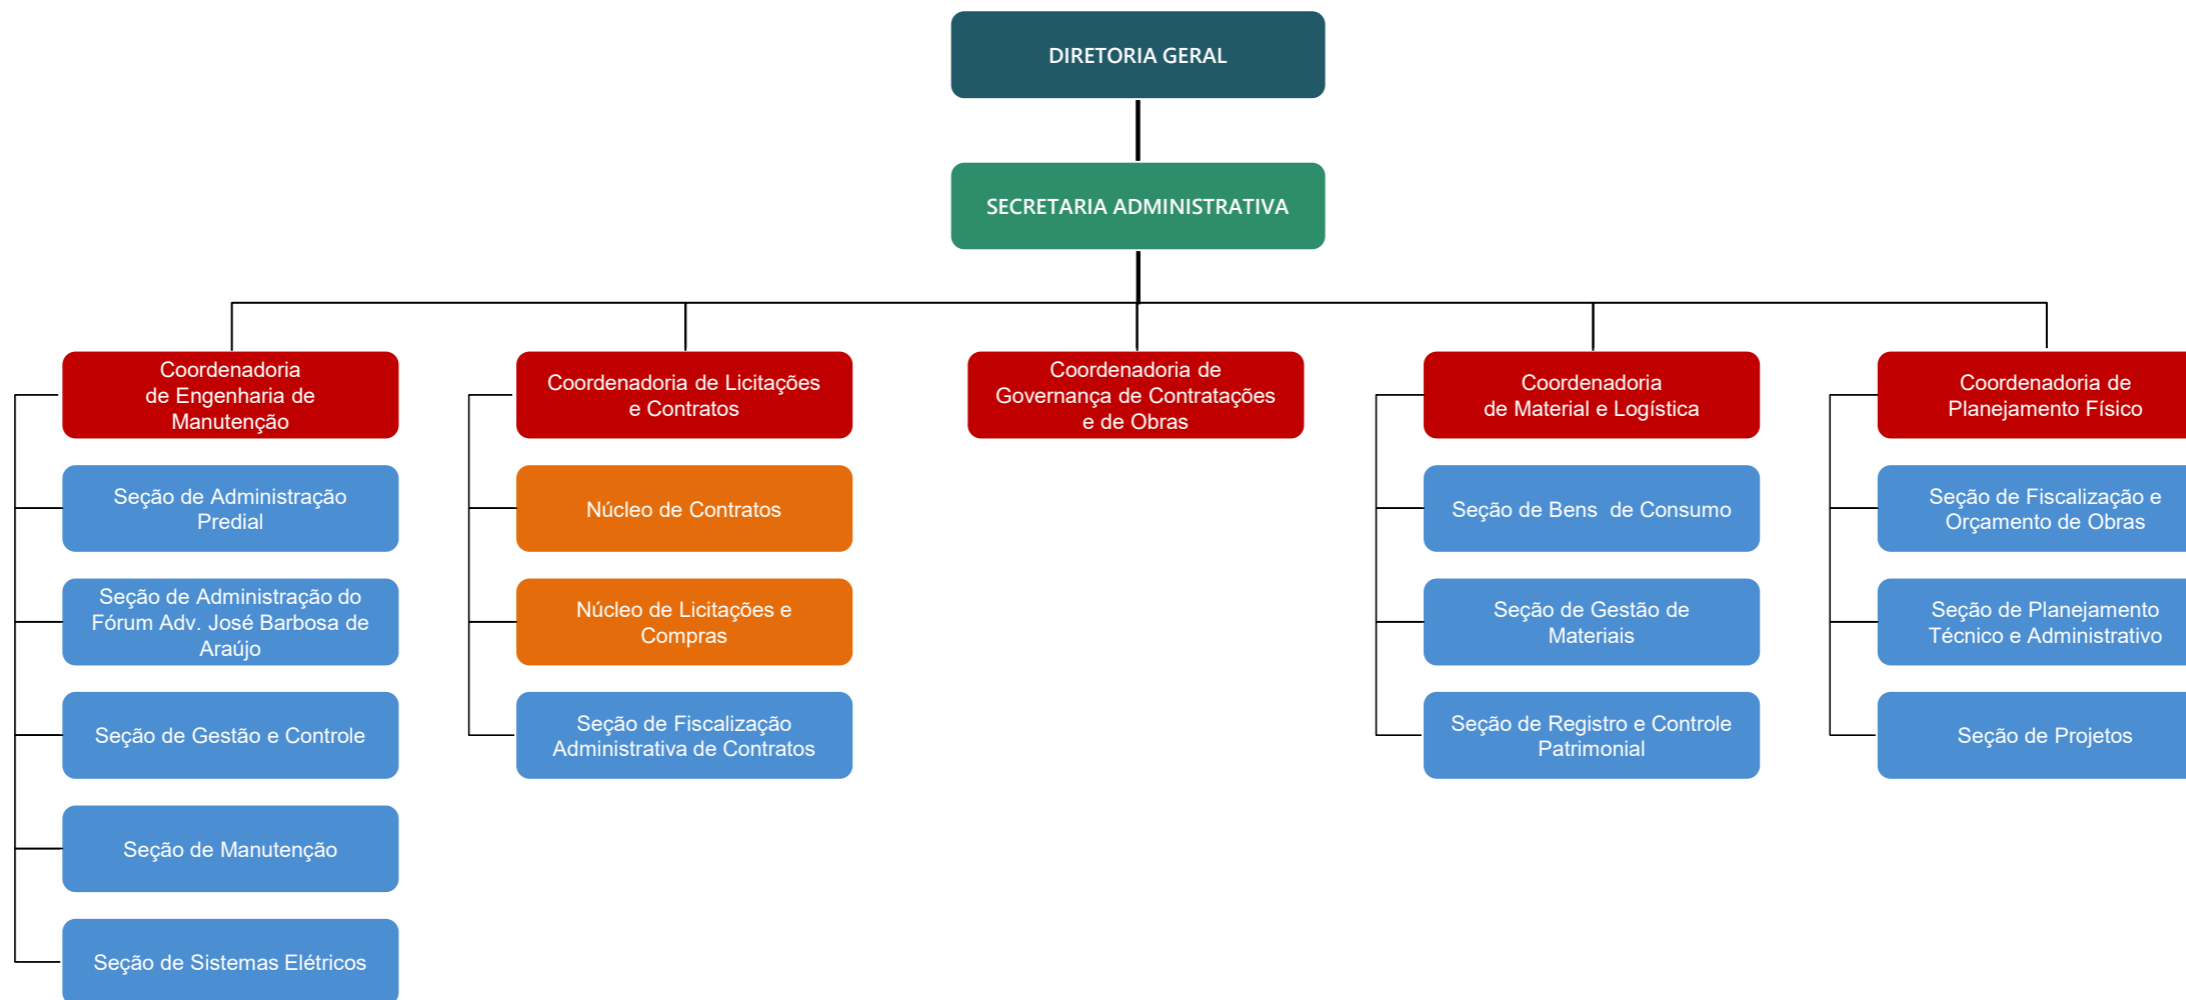 DIRETORIA GERAL
SECRETARIA ADMINISTRATIVA
Coordenadoria
de Engenharia de
Manutenção
Seção de Administração
Predial
Seção de Administração do
Fórum Adv. José Barbosa de
Araújo
Seção de Gestão e Controle
Seção de Manutenção
Seção de Sistemas Elétricos
Coordenadoria de Licitações
e Contratos
Núcleo de Contratos
Núcleo de Licitações e
Compras
Seção de Fiscalização
Administrativa de Contratos
Coordenadoria de
Governança de Contratações
e de Obras
Coordenadoria
de Material e Logística
Seção de Bens  de Consumo
Seção de Gestão de
Materiais
Seção de Registro e Controle
Patrimonial
Coordenadoria de
Planejamento Físico
Seção de Fiscalização e
Orçamento de Obras
Seção de Planejamento
Técnico e Administrativo
Seção de Projetos